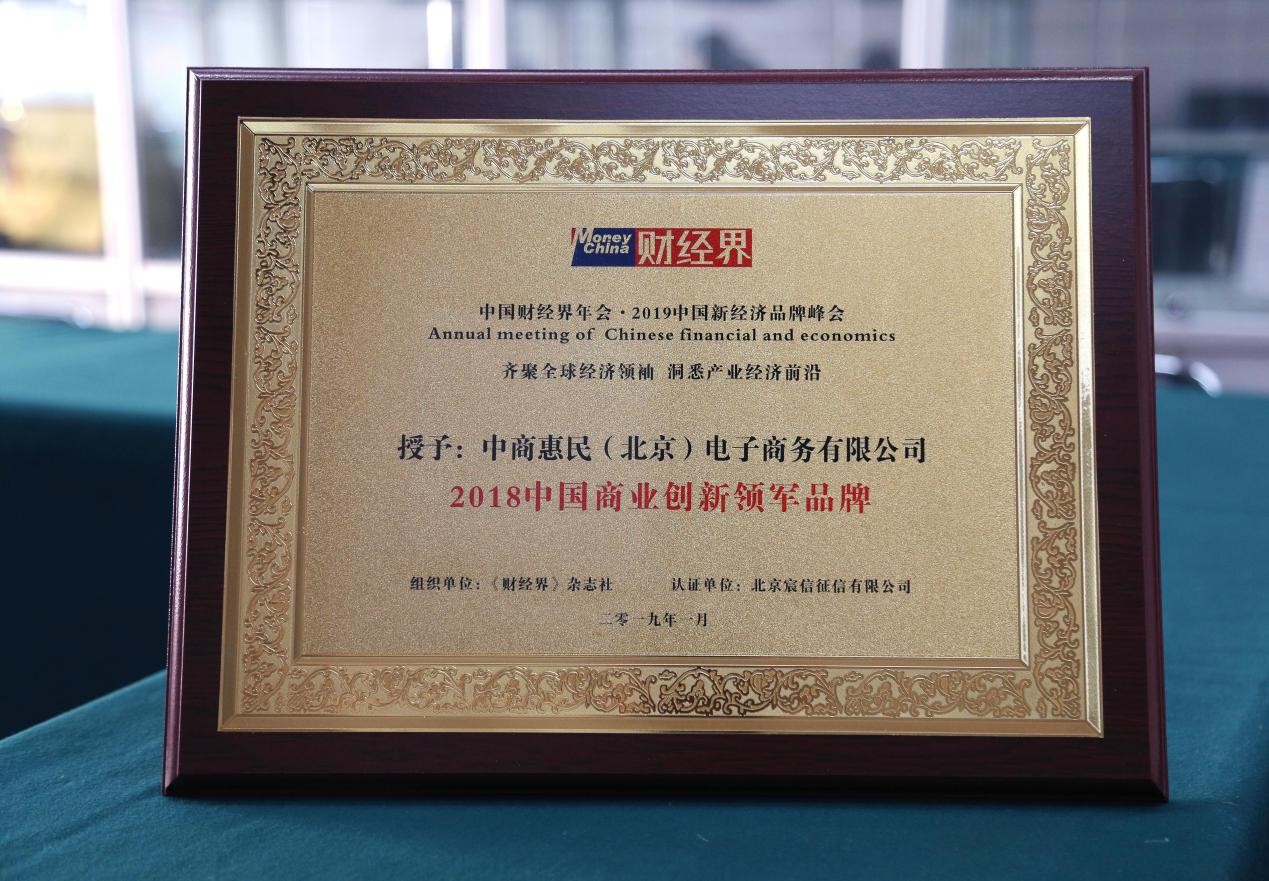 Money China 财经界
中国财经界年会·2019中国新经济品牌峰会
Annual meeting of Chinese financial and economics
齐聚全球经济领袖 洞悉产业经济前沿
授予：中商惠民（北京）电子商务有限公司
2018中国商业创新领军品牌
组织单位：《财经界》杂志社 认证单位：北京宸信征信有限公司
二零一九年一月